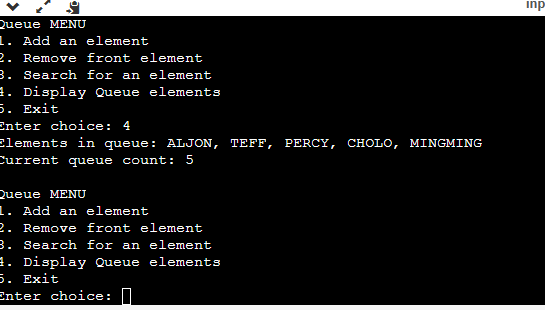 inp
Queue MENU
1. Add an element
2. Remove front element
3. Search for an element
4. Display Queue elements
5. Exit
Enter choice: 4
Elements in queue: ALJON, TEFF, PERCY, CHOLO, MINGMING
Current queue count: 5
Queue MENU
1. Add an element
2. Remove front element
3. Search for an element
4. Display Queue elements
5. Exit
Enter choice: